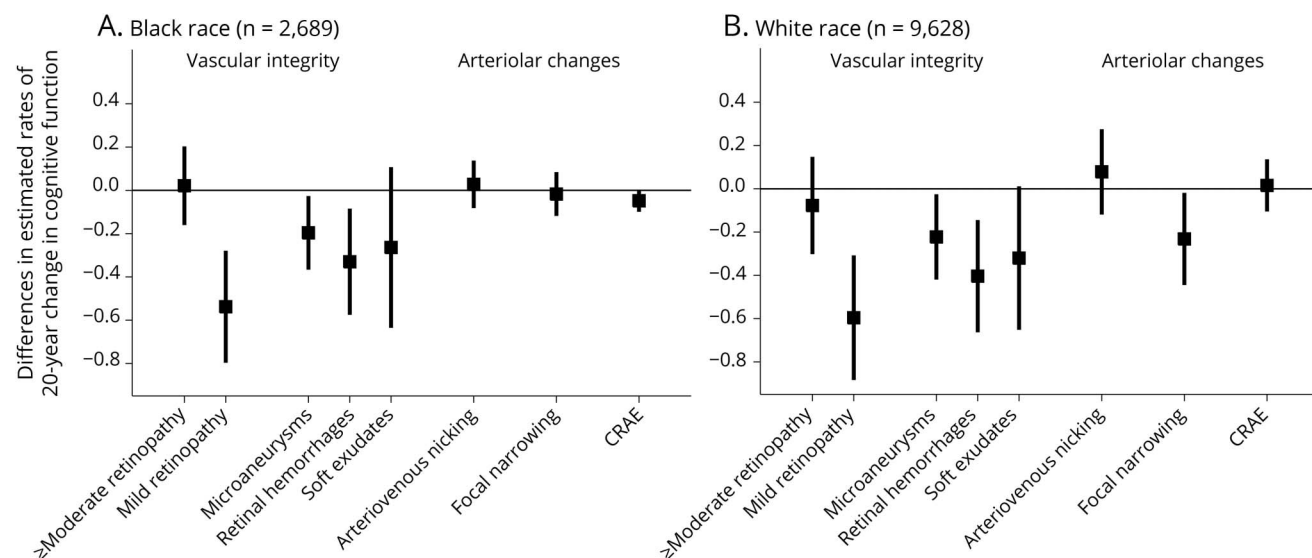 A. Black race (n = 2,689)
Vascular integrity
Arteriolar changes
Differences in estimated rates of
20-year change in cognitive function
0.4
0.2
0.0
−0.2
−0.4
−0.6
−0.8
≥Moderate retinopathy
Mild retinopathy
Microaneurysms
Retinal hemorrhages
Soft exudates
Arteriovenous nicking
Focal narrowing
CRAE
B. White race (n = 9,628)
Vascular integrity
Arteriolar changes
0.4
0.2
0.0
−0.2
−0.4
−0.6
−0.8
≥Moderate retinopathy
Mild retinopathy
Microaneurysms
Retinal hemorrhages
Soft exudates
Arteriovenous nicking
Focal narrowing
CRAE